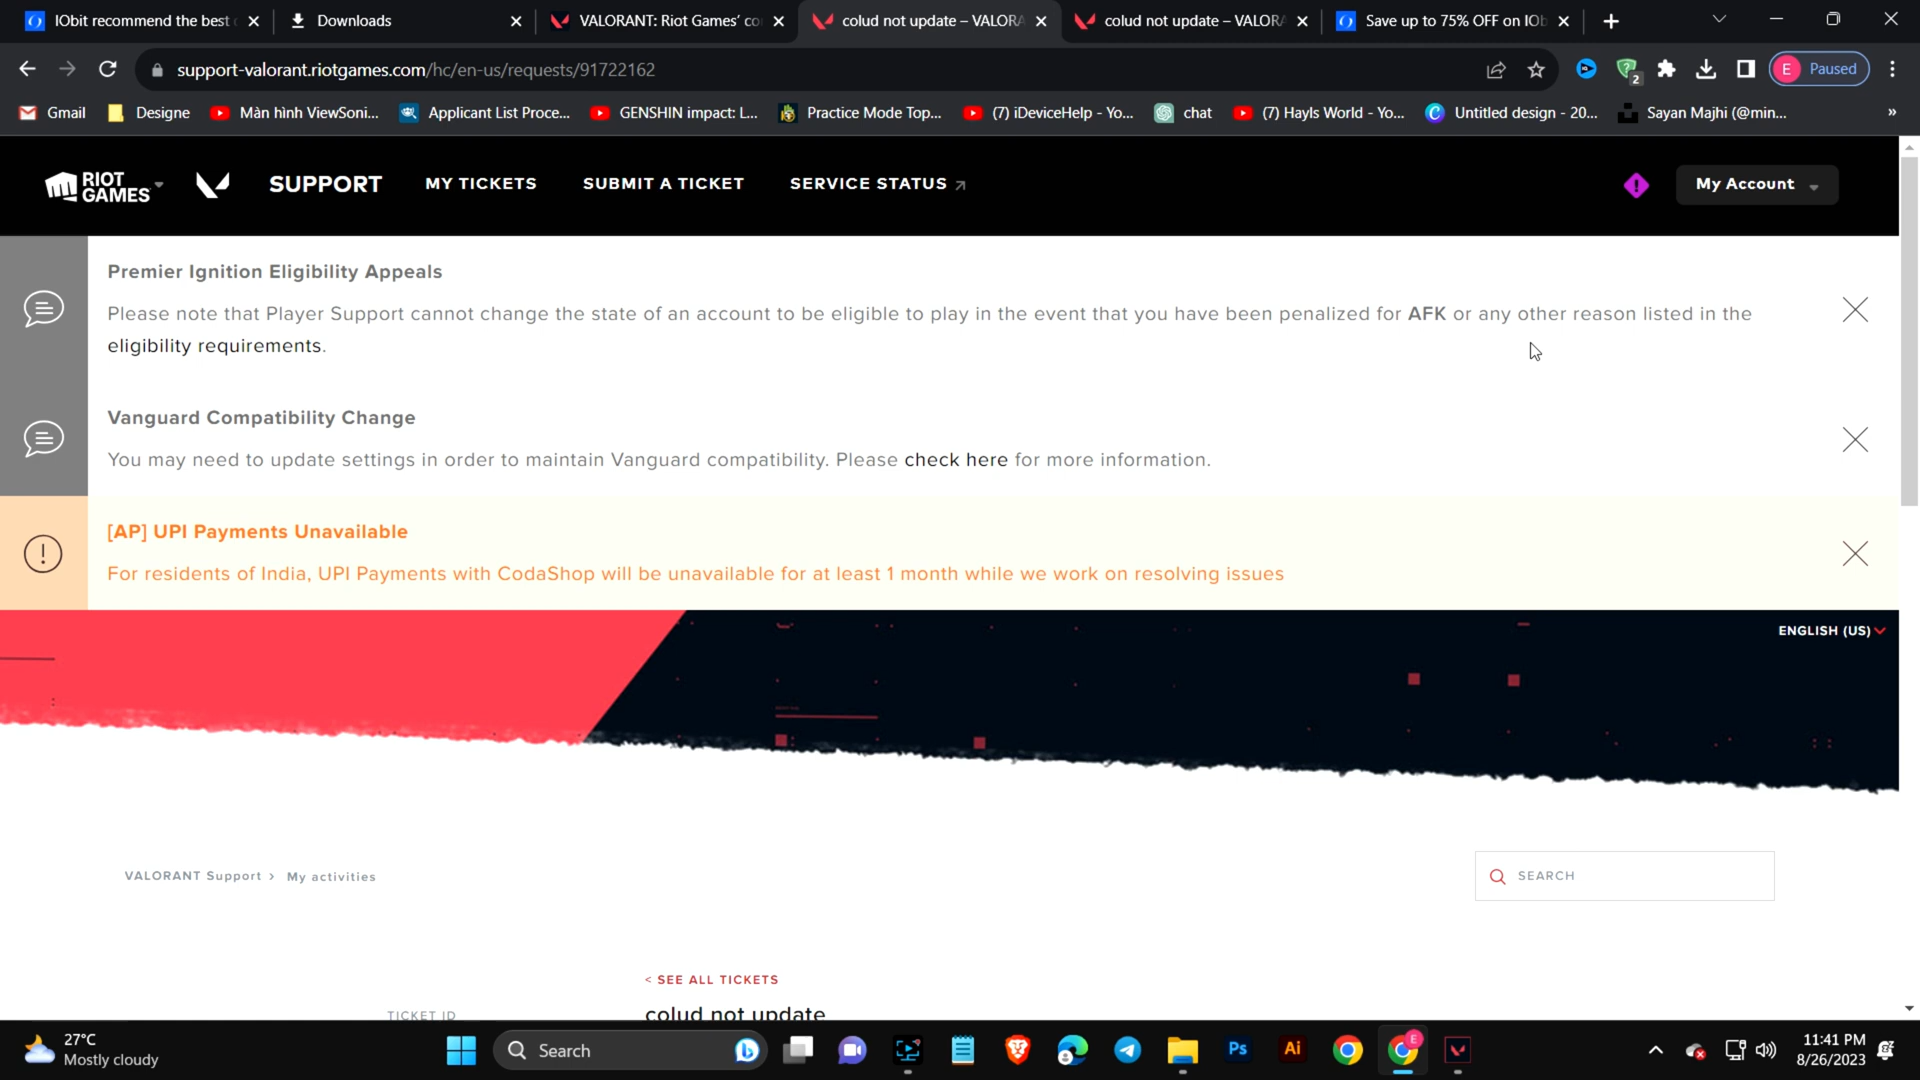 IObit recommend the best
Downloads
VALORANT: Riot Games' co
colud not update – VALORA
colud not update – VALORA
Save up to 75% OFF on IOb
support-valorant.riotgames.com/hc/en-us/requests/91722162
2
E
Paused
Gmail
Designe
Màn hình ViewSoni...
Applicant List Proce...
GENSHIN impact: L...
Practice Mode Top...
(7) iDeviceHelp - Yo...
chat
(7) Hayls World - Yo...
Untitled design - 20...
Sayan Majhi (@min...
»
RIOT GAMES
SUPPORT
MY TICKETS
SUBMIT A TICKET
SERVICE STATUS
My Account
Premier Ignition Eligibility Appeals
Please note that Player Support cannot change the state of an account to be eligible to play in the event that you have been penalized for AFK or any other reason listed in the
eligibility requirements.
Vanguard Compatibility Change
You may need to update settings in order to maintain Vanguard compatibility. Please check here for more information.
[AP] UPI Payments Unavailable
For residents of India, UPI Payments with CodaShop will be unavailable for at least 1 month while we work on resolving issues
ENGLISH (US)
VALORANT Support > My activities
SEARCH
< SEE ALL TICKETS
TICKET ID
colud not update
27°C
Mostly cloudy
Search
Ps
Ai
E
11:41 PM
8/26/2023